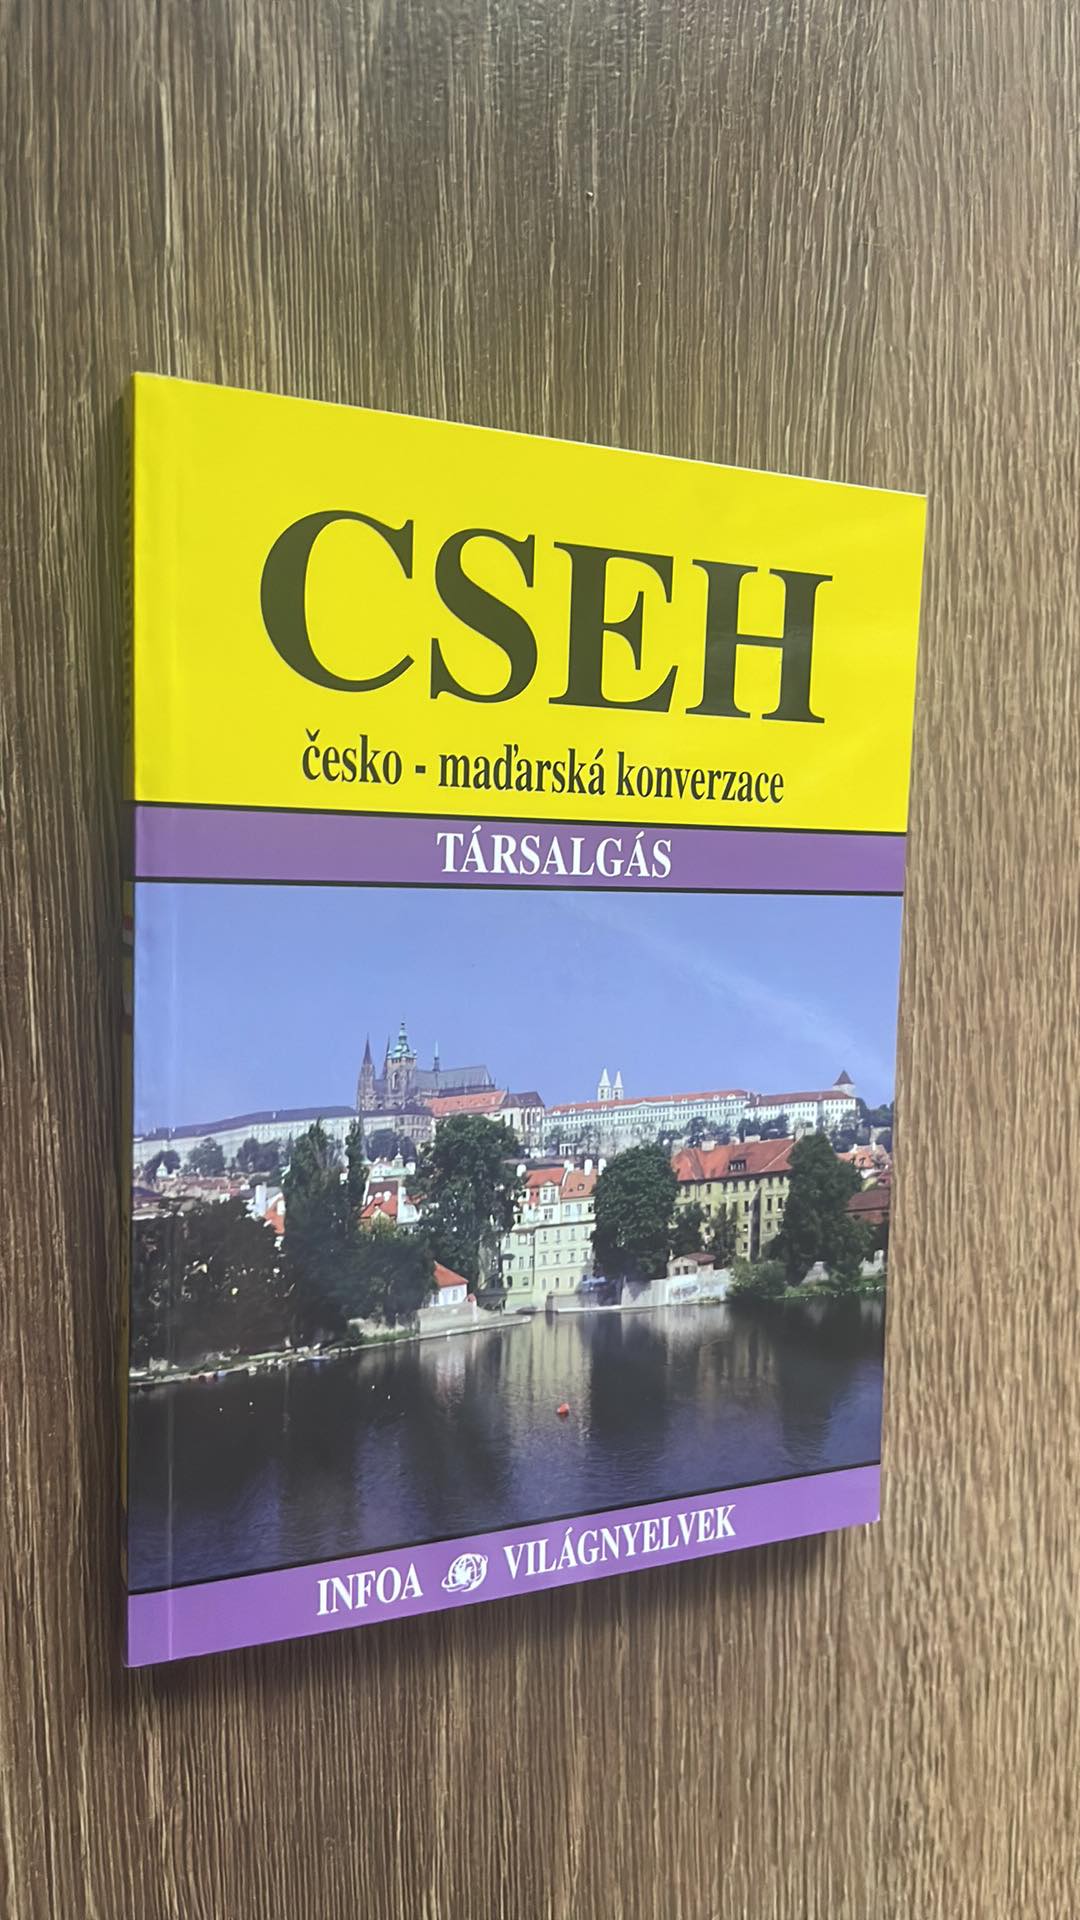 CSEH
česko - maďarská konverzace
TÁRSALGÁS
INFOA VILÁGNYELVEK